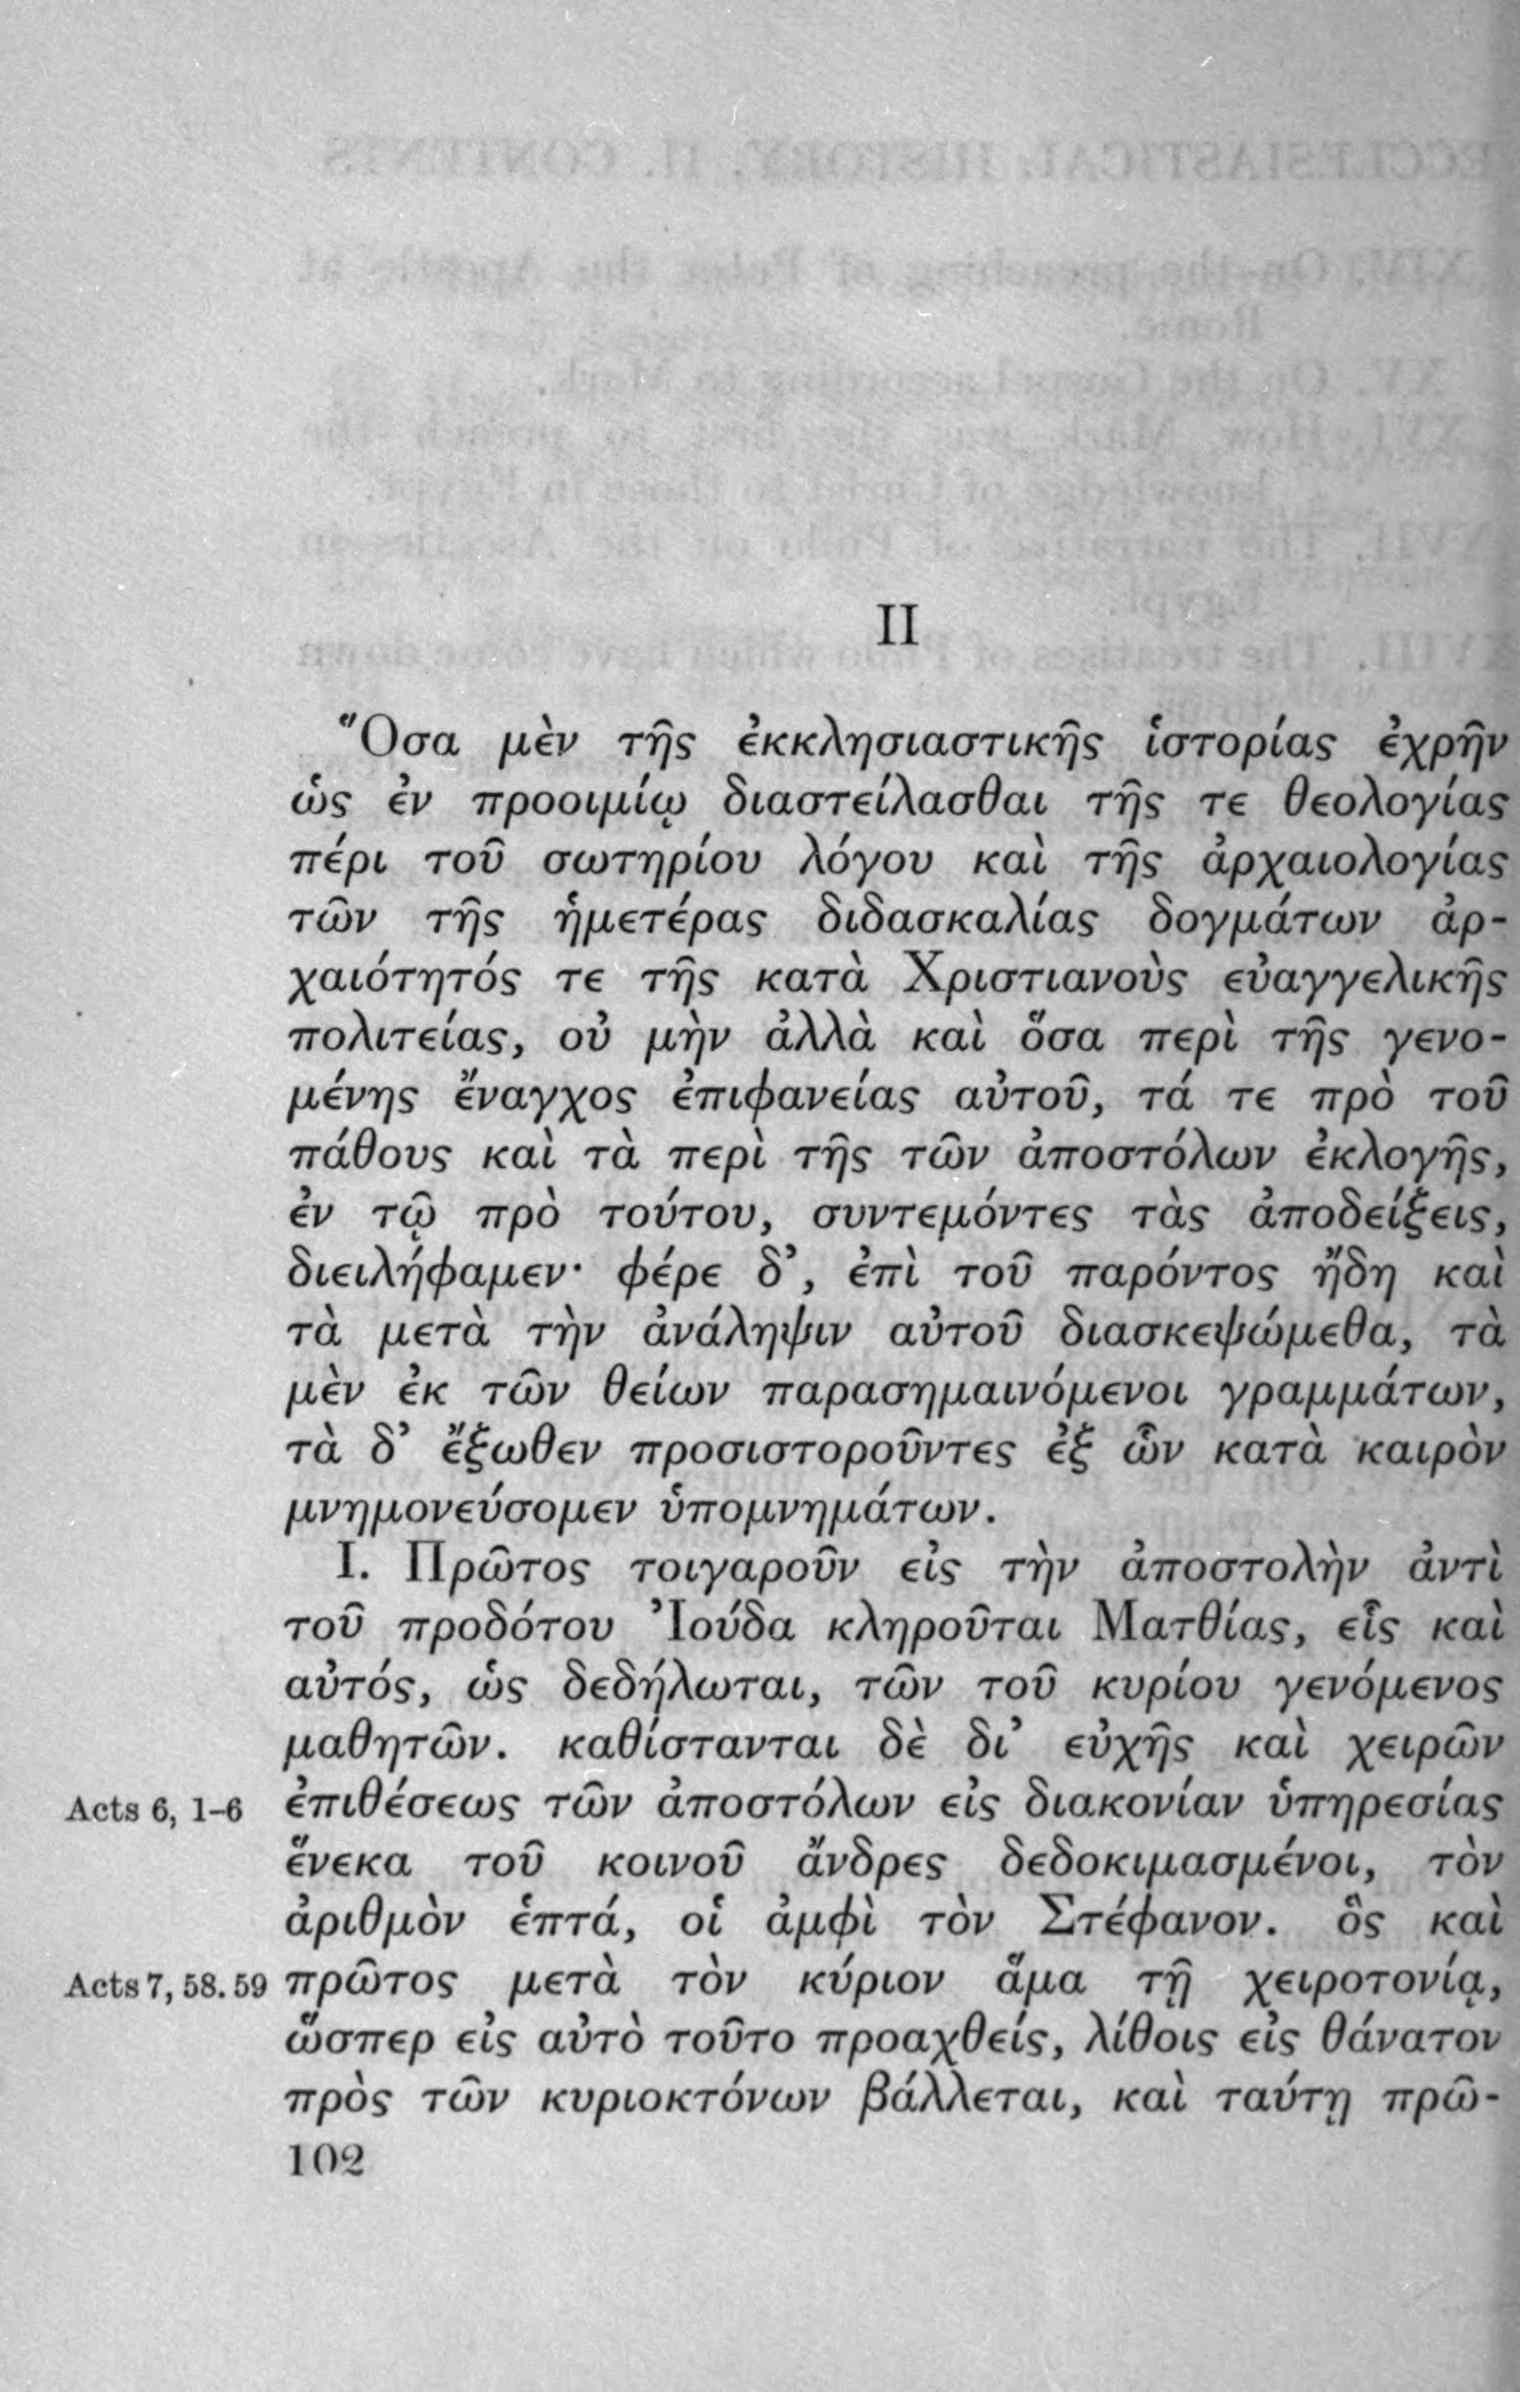 II
Ὅσα μὲν τῆς ἐκκλησιαστικῆς ἱστορίας ἐχρῆν
ὡς ἐν προοιμίῳ διαστείλασθαι τῆς τε θεολογίας
πέρι τοῦ σωτηρίου λόγου καὶ τῆς ἀρχαιολογίας
τῶν τῆς ἡμετέρας διδασκαλίας δογμάτων ἀρ-
χαιότητός τε τῆς κατὰ Χριστιανοὺς εὐαγγελικῆς
πολιτείας, οὐ μὴν ἀλλὰ καὶ ὅσα περὶ τῆς γενο-
μένης ἔναγχος ἐπιφανείας αὐτοῦ, τά τε πρὸ τοῦ
πάθους καὶ τὰ περὶ τῆς τῶν ἀποστόλων ἐκλογῆς,
ἐν τῷ πρὸ τούτου, συντεμόντες τὰς ἀποδείξεις,
διειλήφαμεν· φέρε δ’, ἐπὶ τοῦ παρόντος ἤδη καὶ
τὰ μετὰ τὴν ἀνάληψιν αὐτοῦ διασκεψώμεθα, τὰ
μὲν ἐκ τῶν θείων παρασημαινόμενοι γραμμάτων,
τὰ δ’ ἔξωθεν προσιστοροῦντες ἐξ ὧν κατὰ καιρὸν
μνημονεύσομεν ὑπομνημάτων.
I. Πρῶτος τοιγαροῦν εἰς τὴν ἀποστολὴν ἀντὶ
τοῦ προδότου Ἰούδα κληροῦται Ματθίας, εἷς καὶ
αὐτός, ὡς δεδήλωται, τῶν τοῦ κυρίου γενόμενος
μαθητῶν. καθίστανται δὲ δι’ εὐχῆς καὶ χειρῶν
Acts 6, 1-6 ἐπιθέσεως τῶν ἀποστόλων εἰς διακονίαν ὑπηρεσίας
ἕνεκα τοῦ κοινοῦ ἄνδρες δεδοκιμασμένοι, τὸν
ἀριθμὸν ἑπτά, οἱ ἀμφὶ τὸν Στέφανον. ὃς καὶ
Acts 7, 58. 59 πρῶτος μετὰ τὸν κύριον ἅμα τῇ χειροτονίᾳ,
ὥσπερ εἰς αὐτὸ τοῦτο προαχθείς, λίθοις εἰς θάνατον
πρὸς τῶν κυριοκτόνων βάλλεται, καὶ ταύτῃ πρῶ-
102